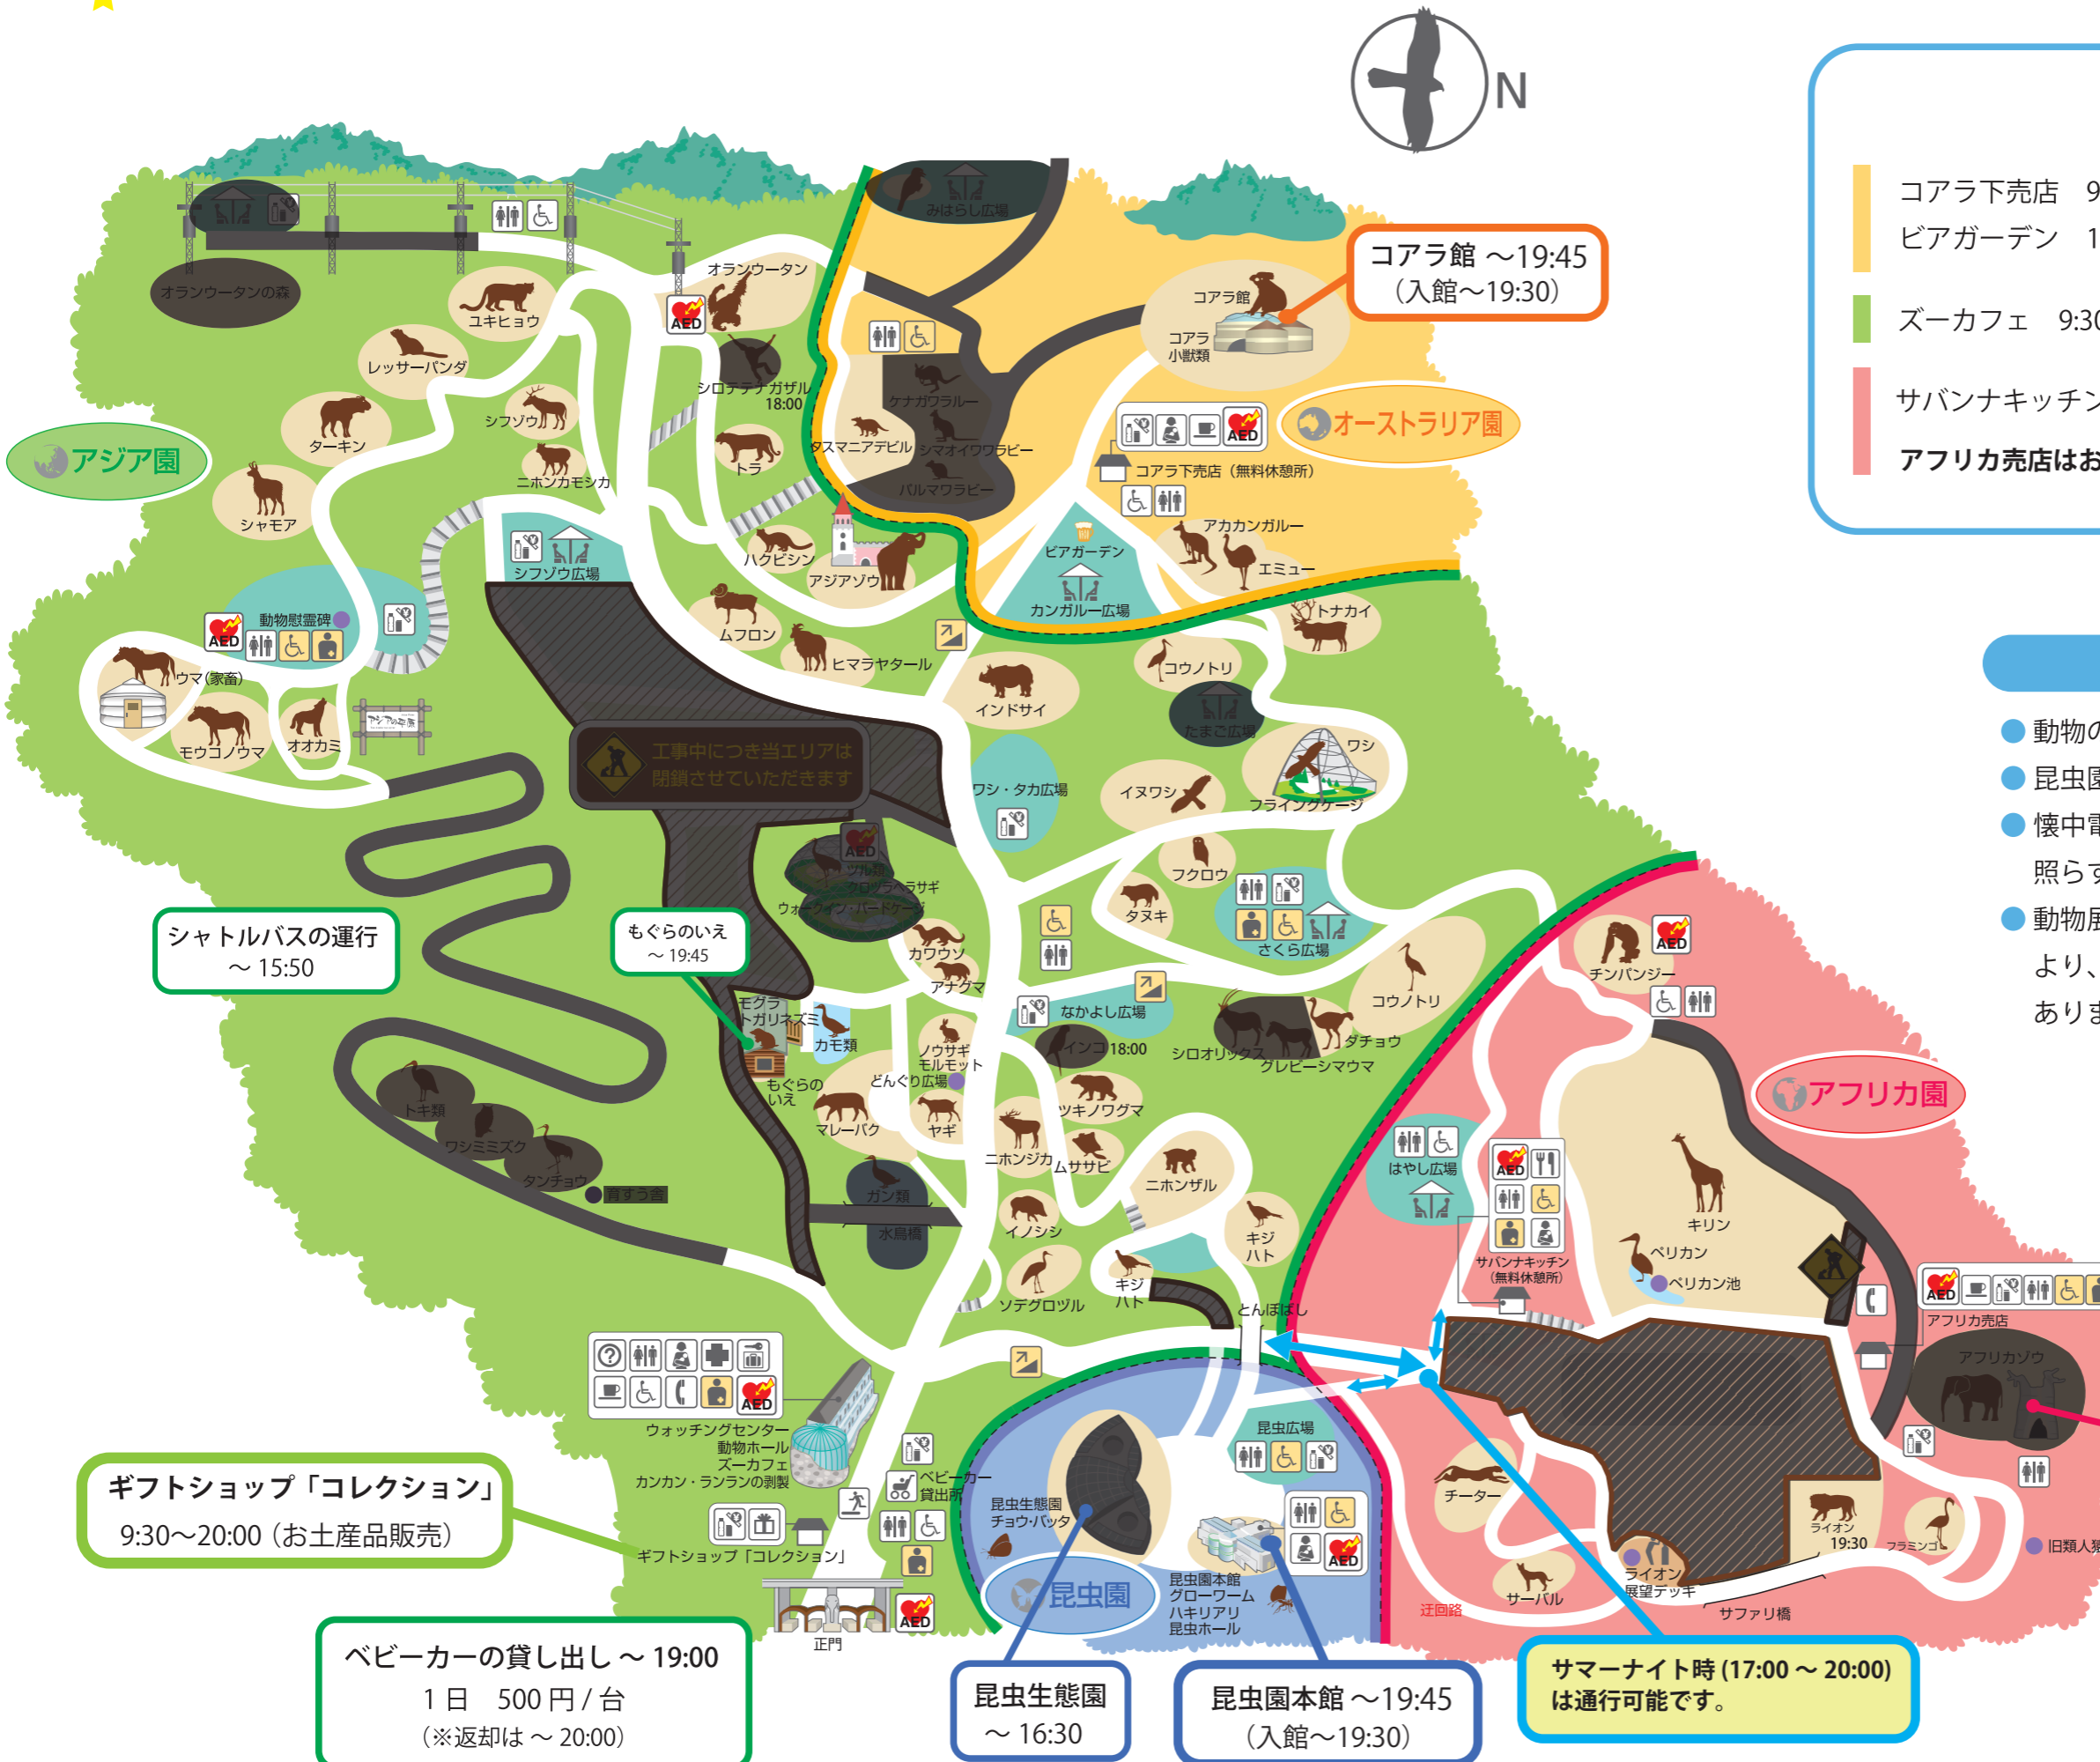 N
コアラ下売店 9
ビアガーデン 1
ズーカフェ 9:30
サバンナキッチン
アフリカ売店はお
コアラ館 ～19:45
（入館～19:30）
みはらし広場
オランウータンの森
オランウータン
AED
ユキヒョウ
レッサーパンダ
シロテテナガザル
18:00
シフゾウ
ターキン
ニホンカモシカ
トラ
シャモア
アジア園
コアラ館
コアラ
小獣類
ケナガワラルー
タスマニアデビル
シマオイワワラビー
パルマワラビー
AED
コアラ下売店（無料休憩所）
オーストラリア園
アカカンガルー
エミュー
ビアガーデン
カンガルー広場
シフゾウ広場
ハクビシン
アジアゾウ
ムフロン
ヒマラヤタール
動物慰霊碑
AED
ウマ（家畜）
モウコノウマ
オオカミ
アジアの平原
トナカイ
コウノトリ
インドサイ
たまご広場
ワシ
フライングケージ
イヌワシ
ワシ・タカ広場
工事中につき当エリアは
閉鎖させていただきます
AED
ツル類
クロツラヘラサギ
ウォークイン・バードケージ
フクロウ
タヌキ
さくら広場
コウノトリ
カワウソ
アナグマ
シャトルバスの運行
～ 15:50
もぐらのいえ
～ 19:45
モグラ
トガリネズミ
カモ類
もぐらの
いえ
なかよし広場
インコ 18:00
ノウサギ
モルモット
どんぐり広場
シロオリックス
グレビーシマウマ
ダチョウ
ツキノワグマ
マレーバク
ヤギ
ニホンジカ
ムササビ
ニホンザル
トキ類
ワシミミズク
タンチョウ
育すう舎
ガン類
水鳥橋
イノシシ
ソデグロヅル
キジ
ハト
キジ
ハト
とんぼばし
チンパンジー
AED
アフリカ園
はやし広場
AED
サバンナキッチン
（無料休憩所）
キリン
ペリカン
ペリカン池
AED
アフリカ売店
アフリカゾウ
AED
ウォッチングセンター
動物ホール
ズーカフェ
カンカン・ランランの剥製
ベビーカー
貸出所
ギフトショップ「コレクション」
9:30～20:00（お土産品販売）
ギフトショップ「コレクション」
AED
正門
ベビーカーの貸し出し ～ 19:00
1 日 500 円 / 台
（※返却は ～ 20:00）
昆虫広場
昆虫生態園
チョウ・バッタ
昆虫園
AED
昆虫園本館
グローワーム
ハキリアリ
昆虫ホール
昆虫生態園
～ 16:30
昆虫園本館 ～19:45
（入館～19:30）
チーター
サーバル
迂回路
ライオン
展望デッキ
ライオン
19:30
フラミンゴ
サファリ橋
旧類人猿
サマーナイト時 (17:00 ～ 20:00)
は通行可能です。
動物の
昆虫園
懐中電
照らす
動物展
より、
ありま